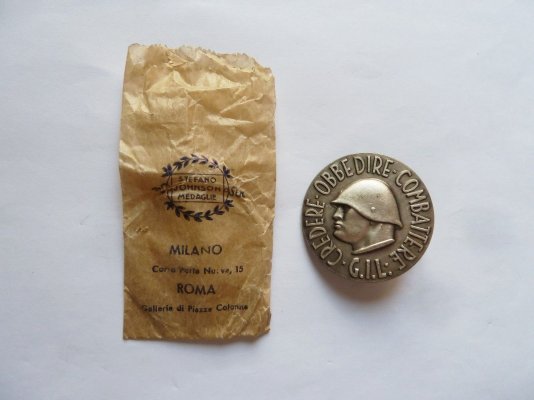 STEFANO
JOHNSON
MEDAGLIE
MILANO
Corso Porta Nuova, 15
ROMA
Galleria di Piazza Colonna
CREDERE · OBBEDIRE · COMBATTERE ·
G.I.L.